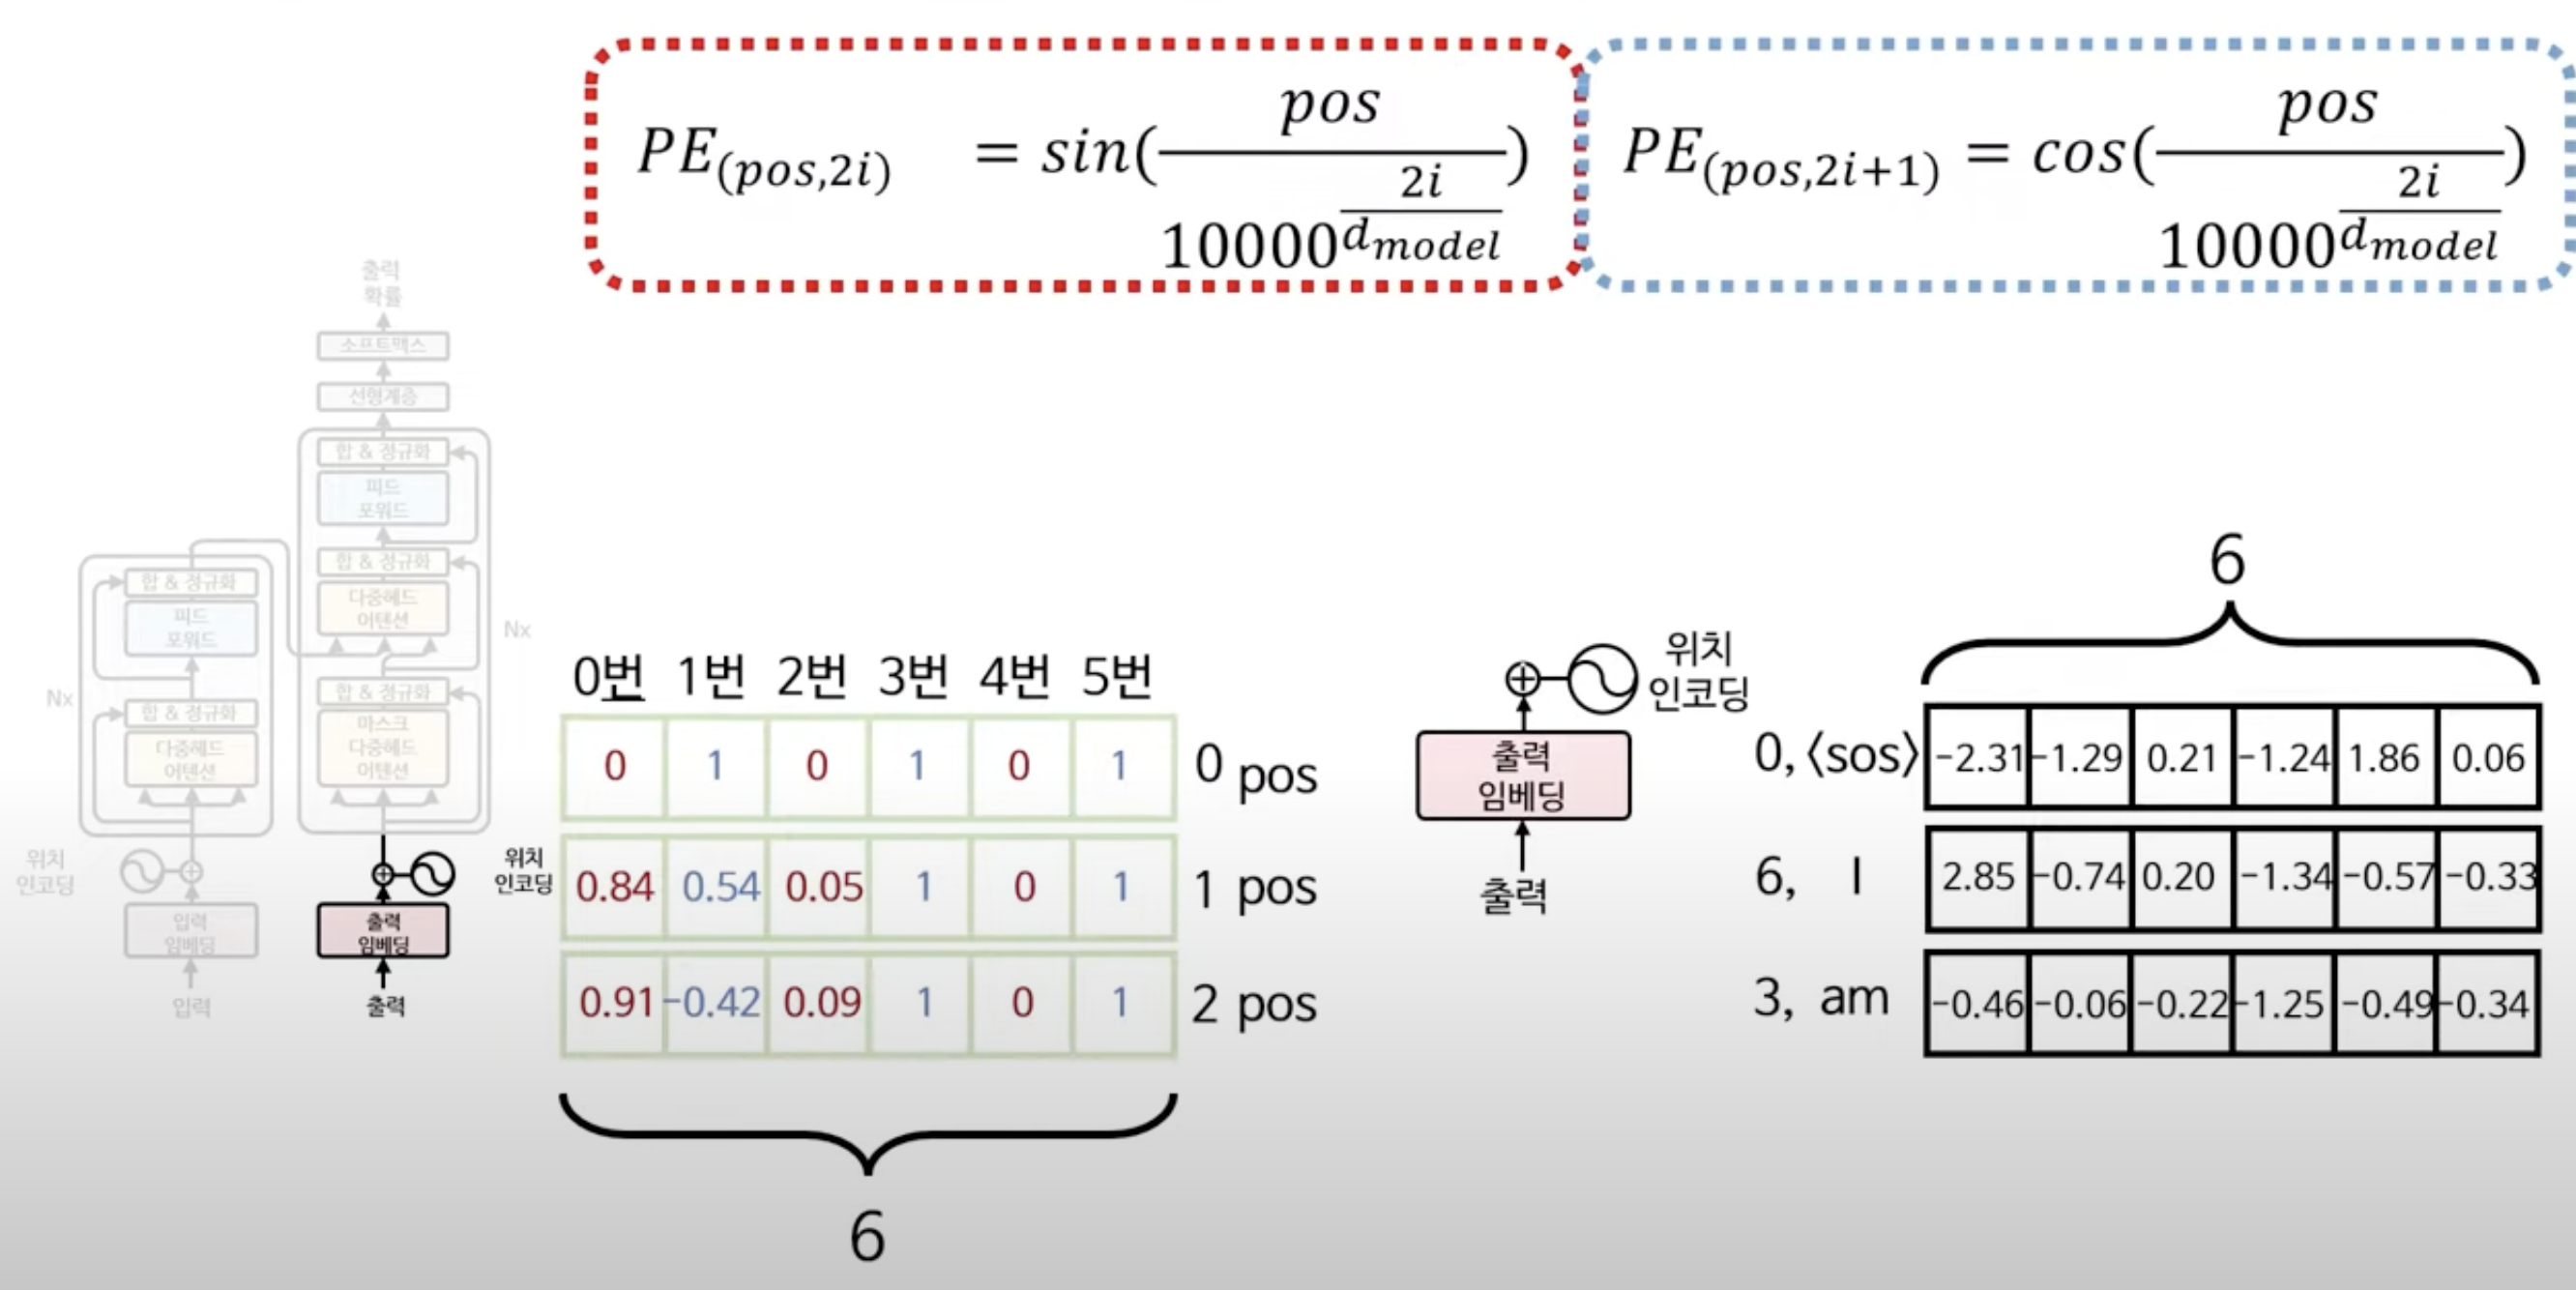 PE(pos,2i) = sin(pos / 10000^(2i/d_model))
PE(pos,2i+1) = cos(pos / 10000^(2i/d_model))
출력
확률
소프트맥스
선형계층
합 & 정규화
피드
포워드
합 & 정규화
다중헤드
어텐션
합 & 정규화
마스크
다중헤드
어텐션
Nx
합 & 정규화
피드
포워드
합 & 정규화
다중헤드
어텐션
Nx
위치
인코딩
입력
임베딩
입력
위치
인코딩
출력
임베딩
출력
0번 1번 2번 3번 4번 5번
0 1 0 1 0 1 0 pos
0.84 0.54 0.05 1 0 1 1 pos
0.91 −0.42 0.09 1 0 1 2 pos
6
위치
인코딩
출력
임베딩
출력
6
0, ⟨sos⟩ −2.31 −1.29 0.21 −1.24 1.86 0.06
6, I 2.85 −0.74 0.20 −1.34 −0.57 −0.33
3, am −0.46 −0.06 −0.22 −1.25 −0.49 −0.34